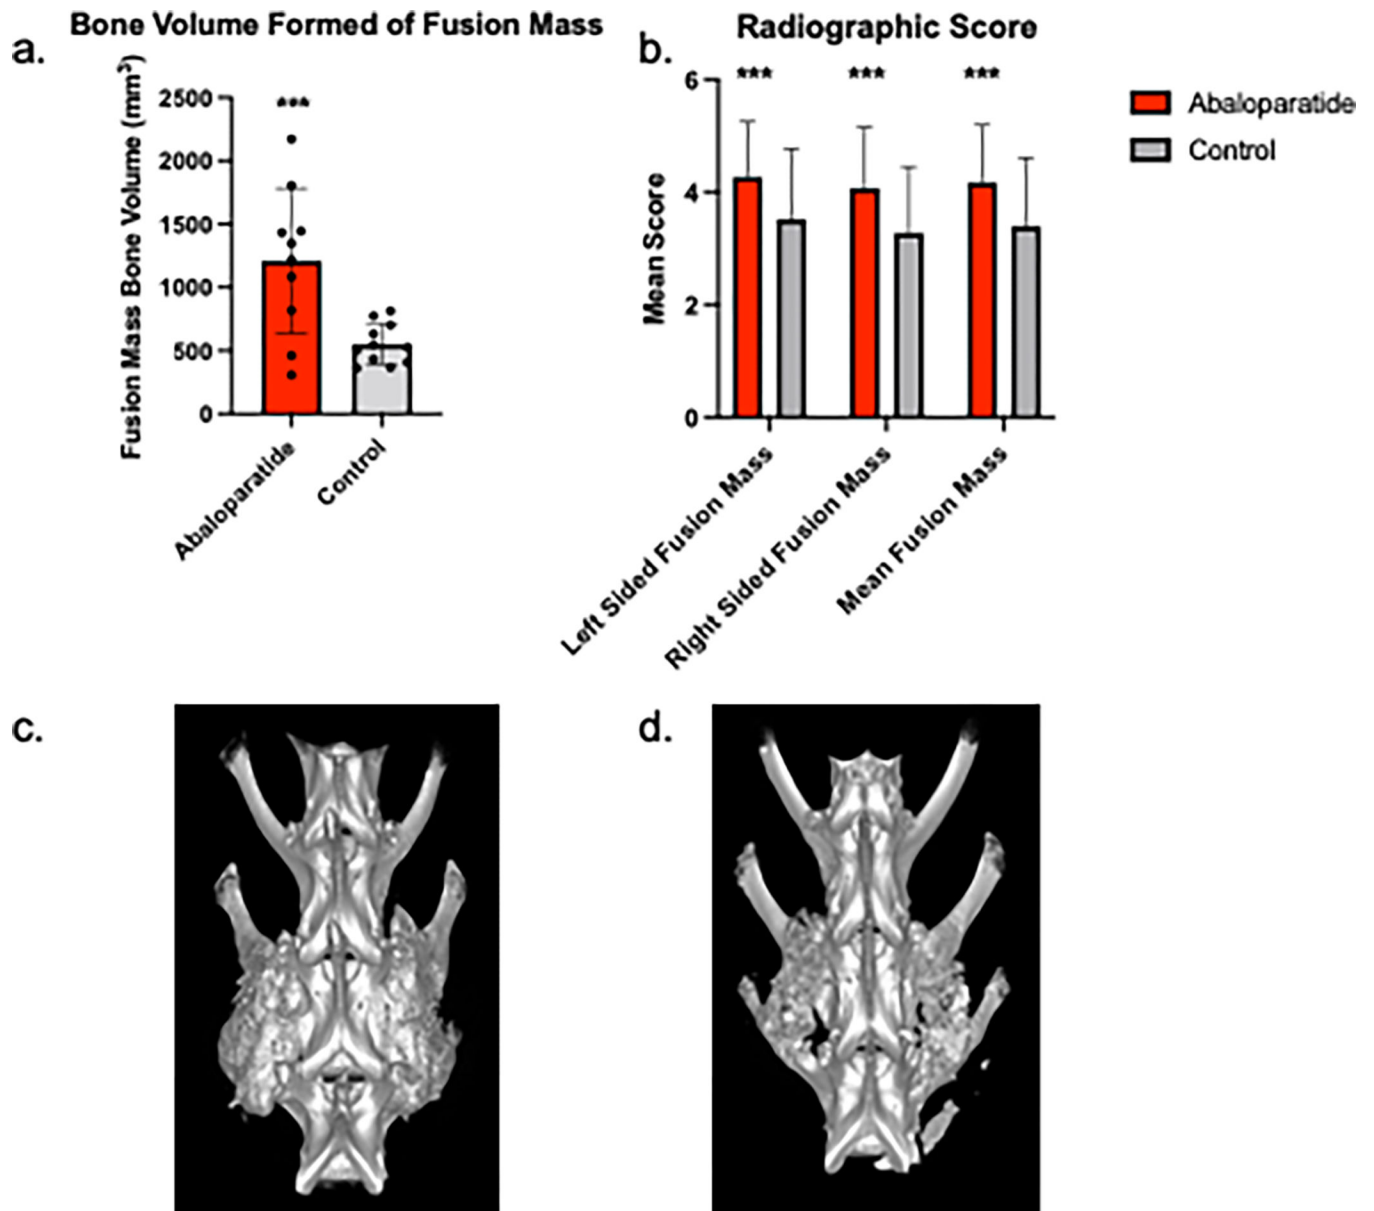 a.
Bone Volume Formed of Fusion Mass
Fusion Mass Bone Volume (mm³)
2500
2000
1500
1000
500
0
***
Abaloparatide
Control
b.
Radiographic Score
Mean Score
6
4
2
0
*** *** ***
Left Sided Fusion Mass
Right Sided Fusion Mass
Mean Fusion Mass
Abaloparatide
Control
c.
d.